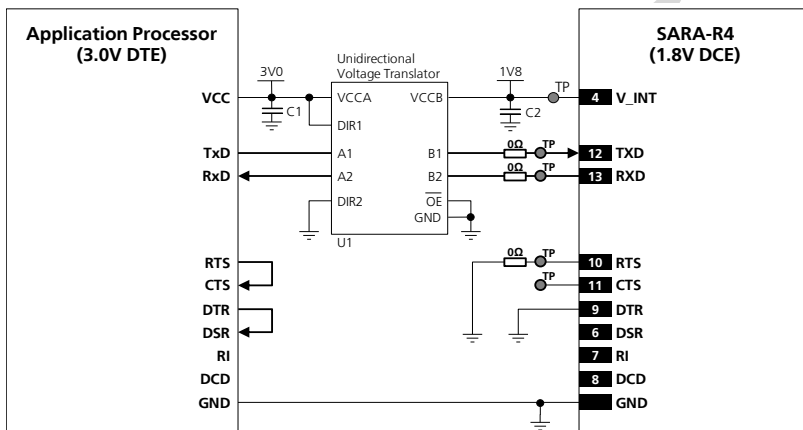 Application Processor
(3.0V DTE)
Unidirectional
Voltage Translator
SARA-R4
(1.8V DCE)
3V0
1V8
TP
VCC
VCCA
VCCB
4
V_INT
C1
C2
DIR1
TxD
A1
B1
0Ω
TP
12
TXD
RxD
A2
B2
0Ω
TP
13
RXD
DIR2
OE
GND
U1
RTS
0Ω
TP
10
RTS
CTS
TP
11
CTS
DTR
9
DTR
DSR
6
DSR
RI
7
RI
DCD
8
DCD
GND
GND